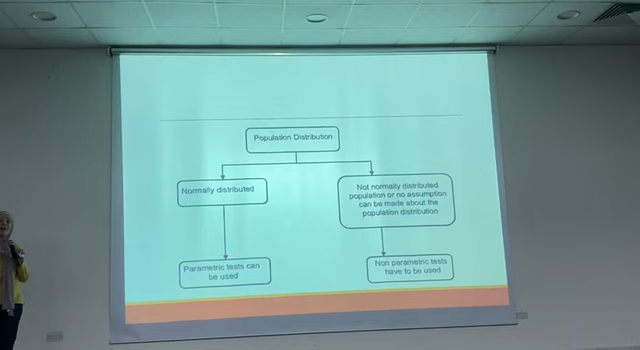 Population Distribution
Normally distributed
Not normally distributed
population or no assumption
can be made about the
population distribution
Parametric tests can
be used
Non parametric tests
have to be used